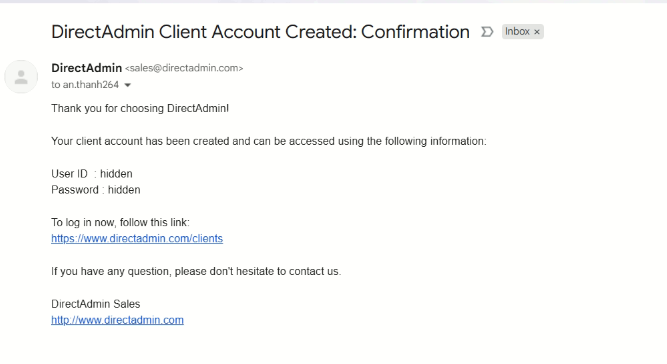 DirectAdmin Client Account Created: Confirmation Inbox ×
DirectAdmin <sales@directadmin.com>
to an.thanh264
Thank you for choosing DirectAdmin!
Your client account has been created and can be accessed using the following information:
User ID : hidden
Password : hidden
To log in now, follow this link:
https://www.directadmin.com/clients
If you have any question, please don't hesitate to contact us.
DirectAdmin Sales
http://www.directadmin.com